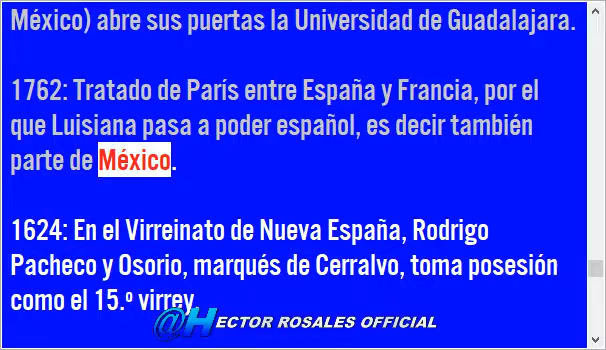 México) abre sus puertas la Universidad de Guadalajara.
1762: Tratado de París entre España y Francia, por el
que Luisiana pasa a poder español, es decir también
parte de México.
1624: En el Virreinato de Nueva España, Rodrigo
Pacheco y Osorio, marqués de Cerralvo, toma posesión
como el 15.º virrey
@HECTOR ROSALES OFFICIAL